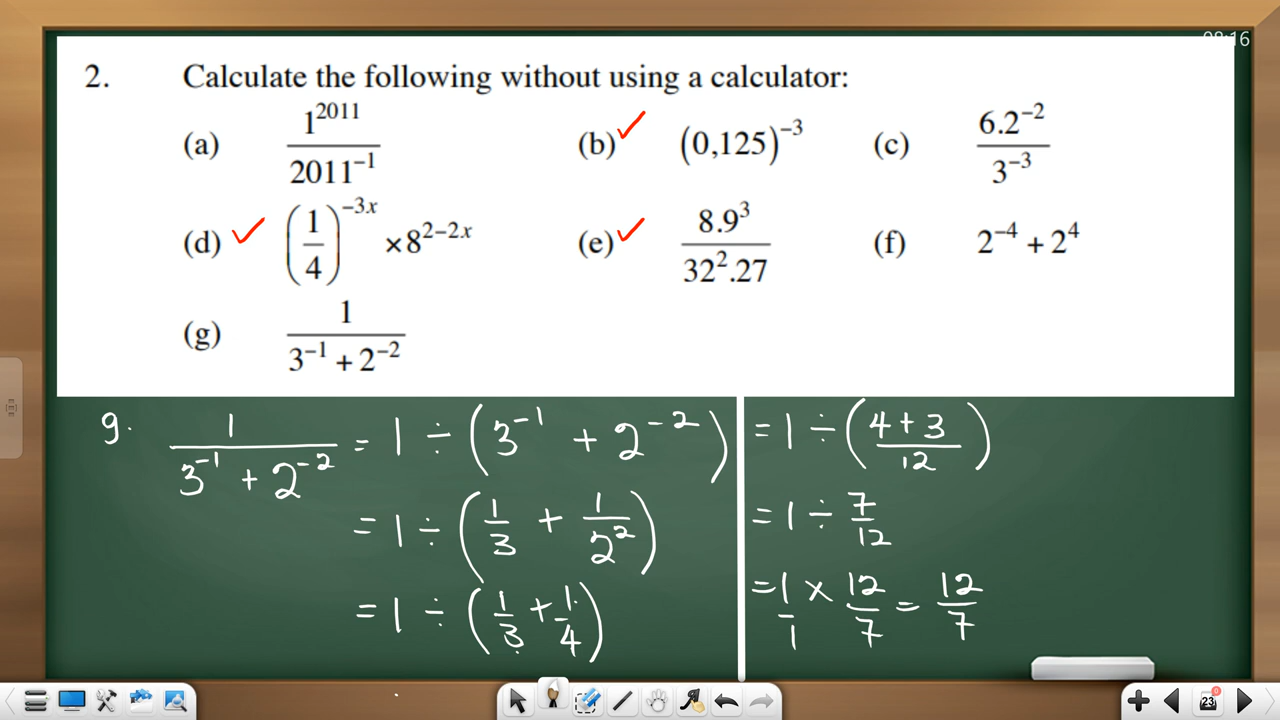 08:16
2. Calculate the following without using a calculator:
(a) 1^2011 / 2011^−1 (b) ✓ (0,125)^−3 (c) 6.2^−2 / 3^−3
(d) ✓ (1/4)^−3x × 8^2−2x (e) ✓ 8.9^3 / 32^2.27 (f) 2^−4 + 2^4
(g) 1 / 3^−1 + 2^−2
g. 1 / 3^-1 + 2^-2 = 1 ÷ (3^-1 + 2^-2)
= 1 ÷ (1/3 + 1/2^2)
= 1 ÷ (1/3 + 1/4)
= 1 ÷ (4+3 / 12)
= 1 ÷ 7/12
= 1/1 × 12/7 = 12/7
23